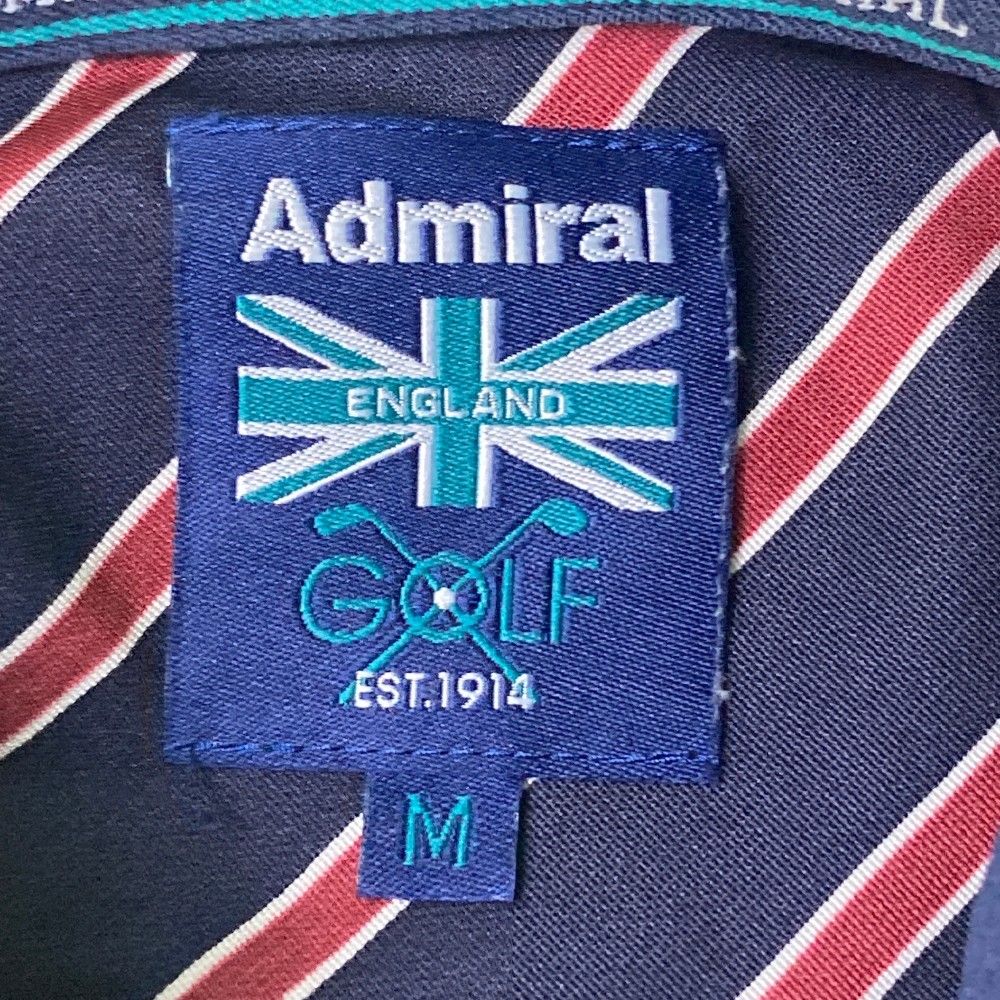 Admiral
ENGLAND
GOLF
EST.1914
M